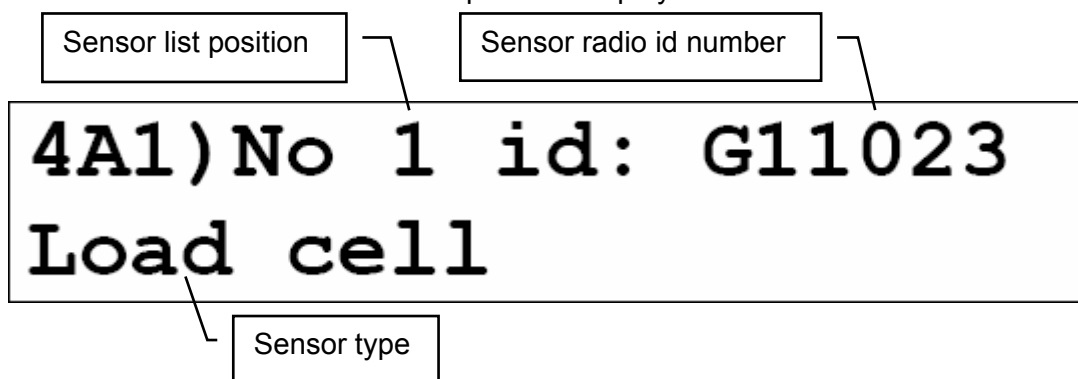 Sensor list position
Sensor radio id number
4A1)No 1 id: G11023
Load cell
Sensor type